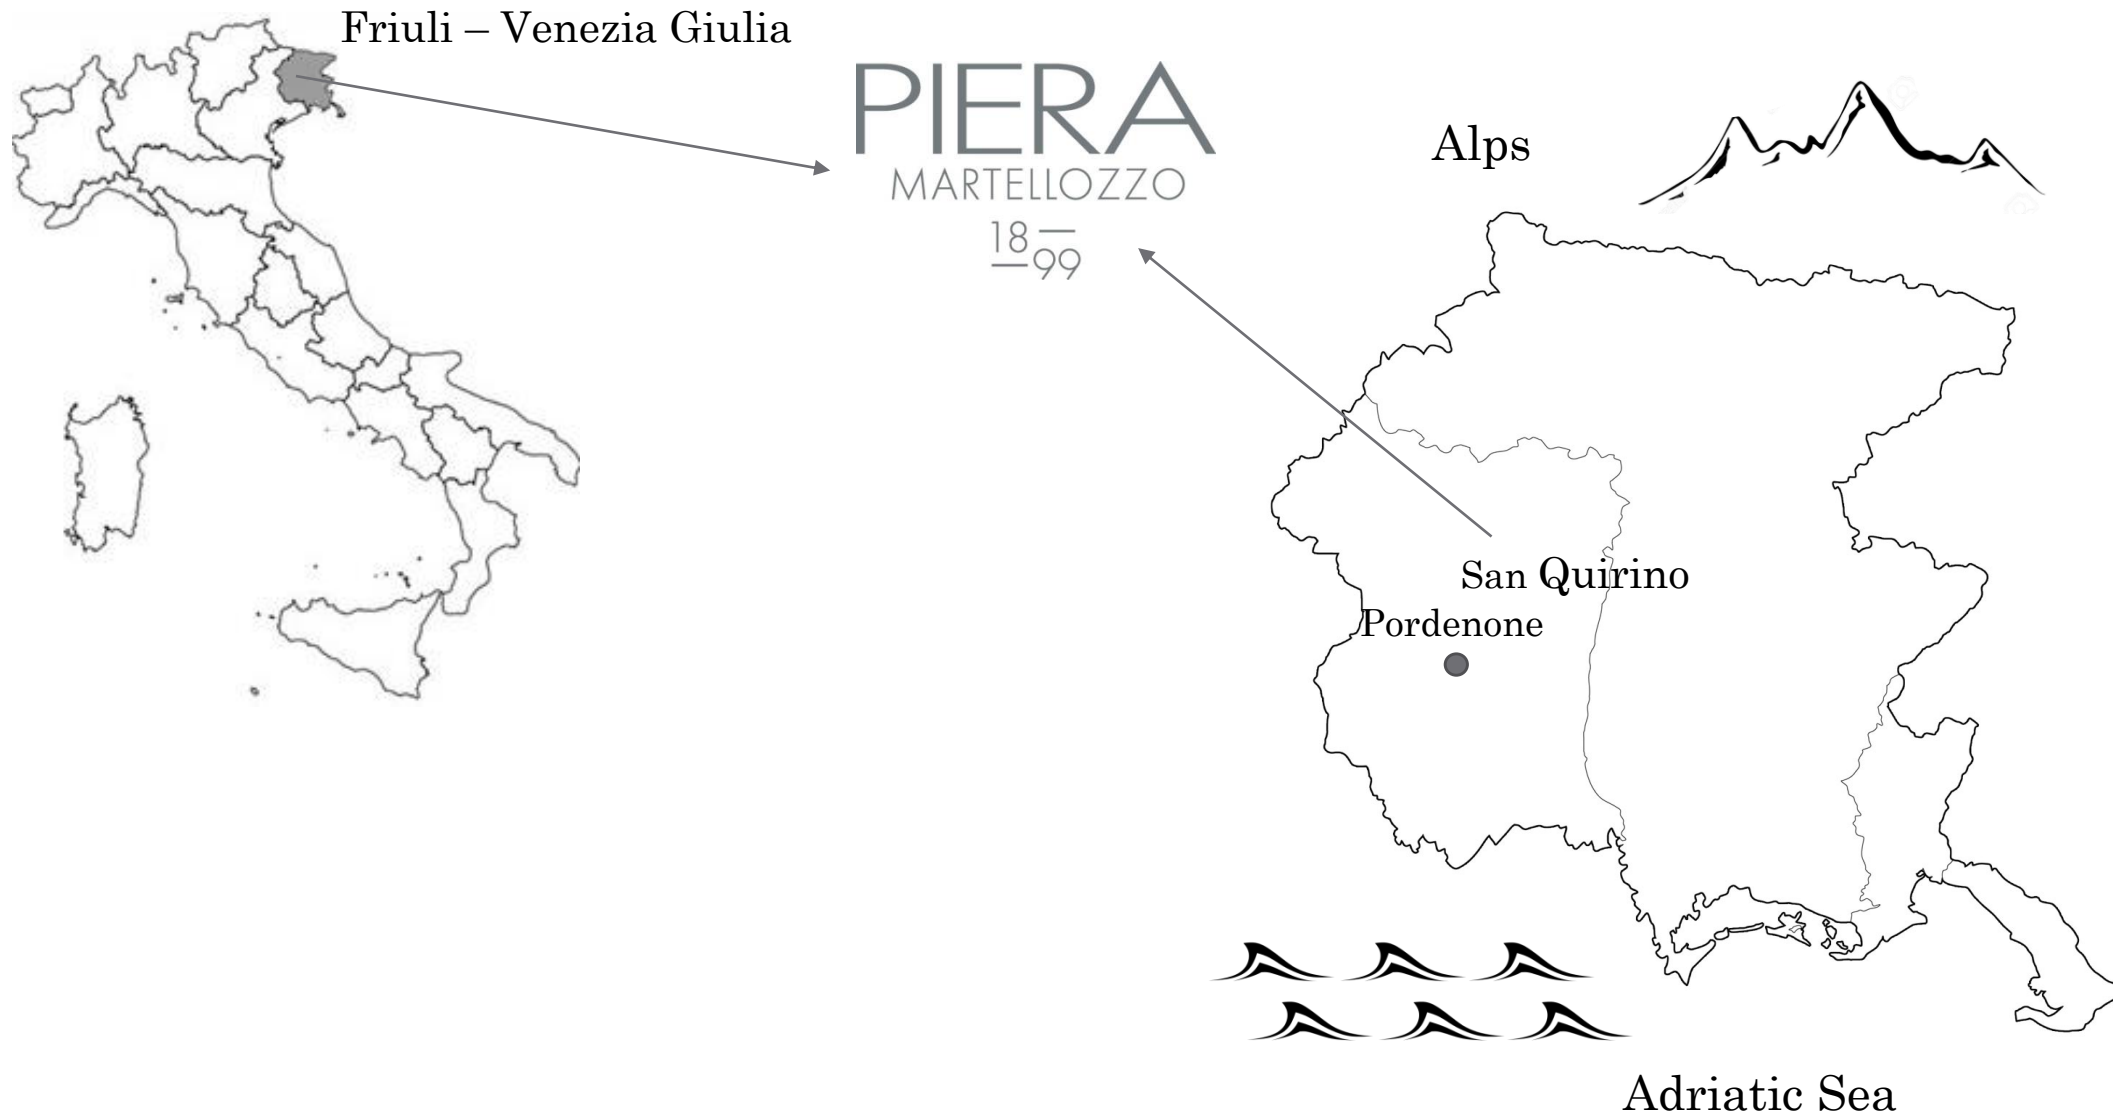 Friuli – Venezia Giulia
PIERA
MARTELLOZZO
18
99
Alps
San Quirino
Pordenone
Adriatic Sea